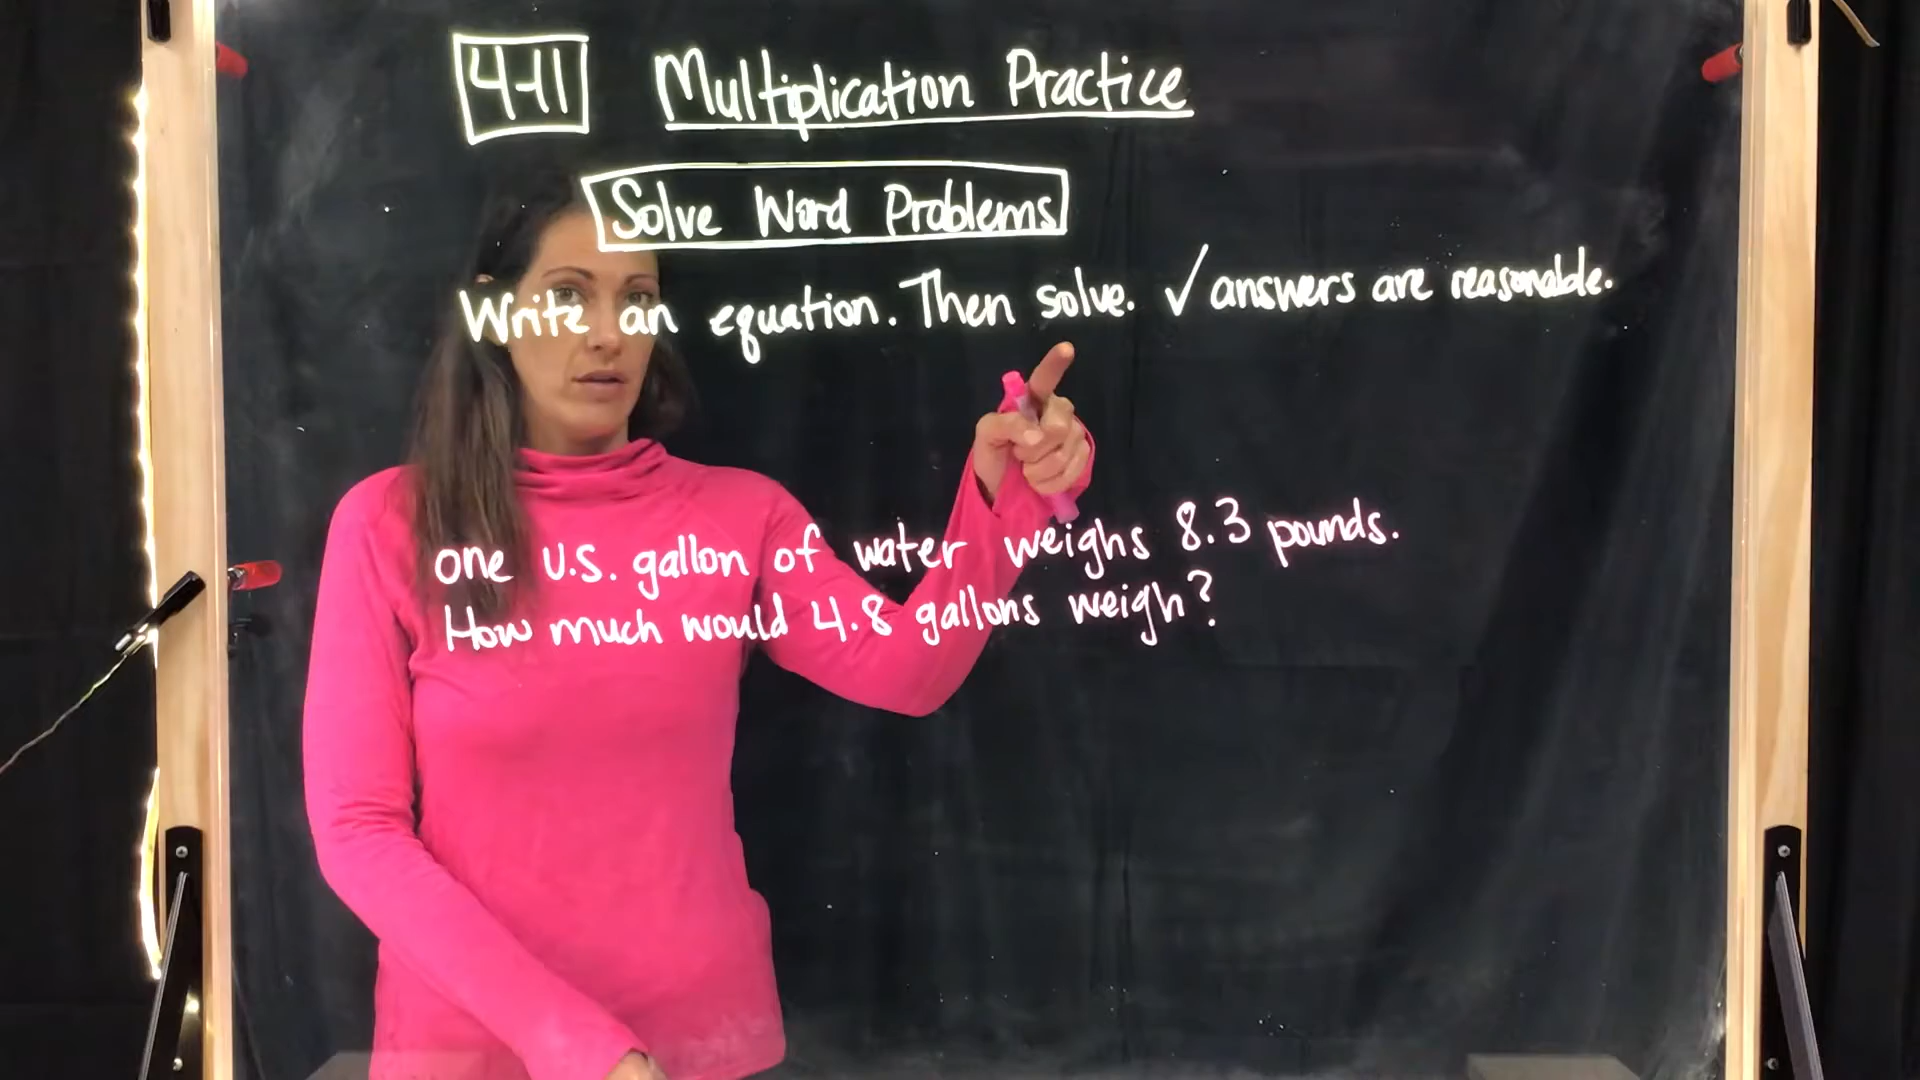 4-11 Multiplication Practice
Solve Word Problems
Write an equation. Then solve. ✓ answers are reasonable.
one U.S. gallon of water weighs 8.3 pounds.
How much would 4.8 gallons weigh?